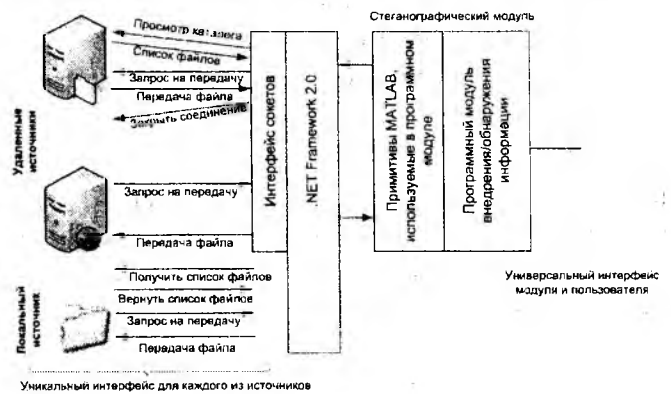 Стеганографический модуль
Просмотр каталога
Список файлов
Запрос на передачу
Передача файла
Закрыть соединение
Удаленные
источники
Запрос на передачу
Передача файла
Интерфейс сокетов
.NET Framework 2.0
Примитивы MATLAB,
используемые в программном
модуле
Программный модуль
внедрения/обнаружения
информации
Получить список файлов
Вернуть список файлов
Запрос на передачу
Передача файла
Локальный
источник
Универсальный интерфейс
модули и пользователя
Уникальный интерфейс для каждого из источников